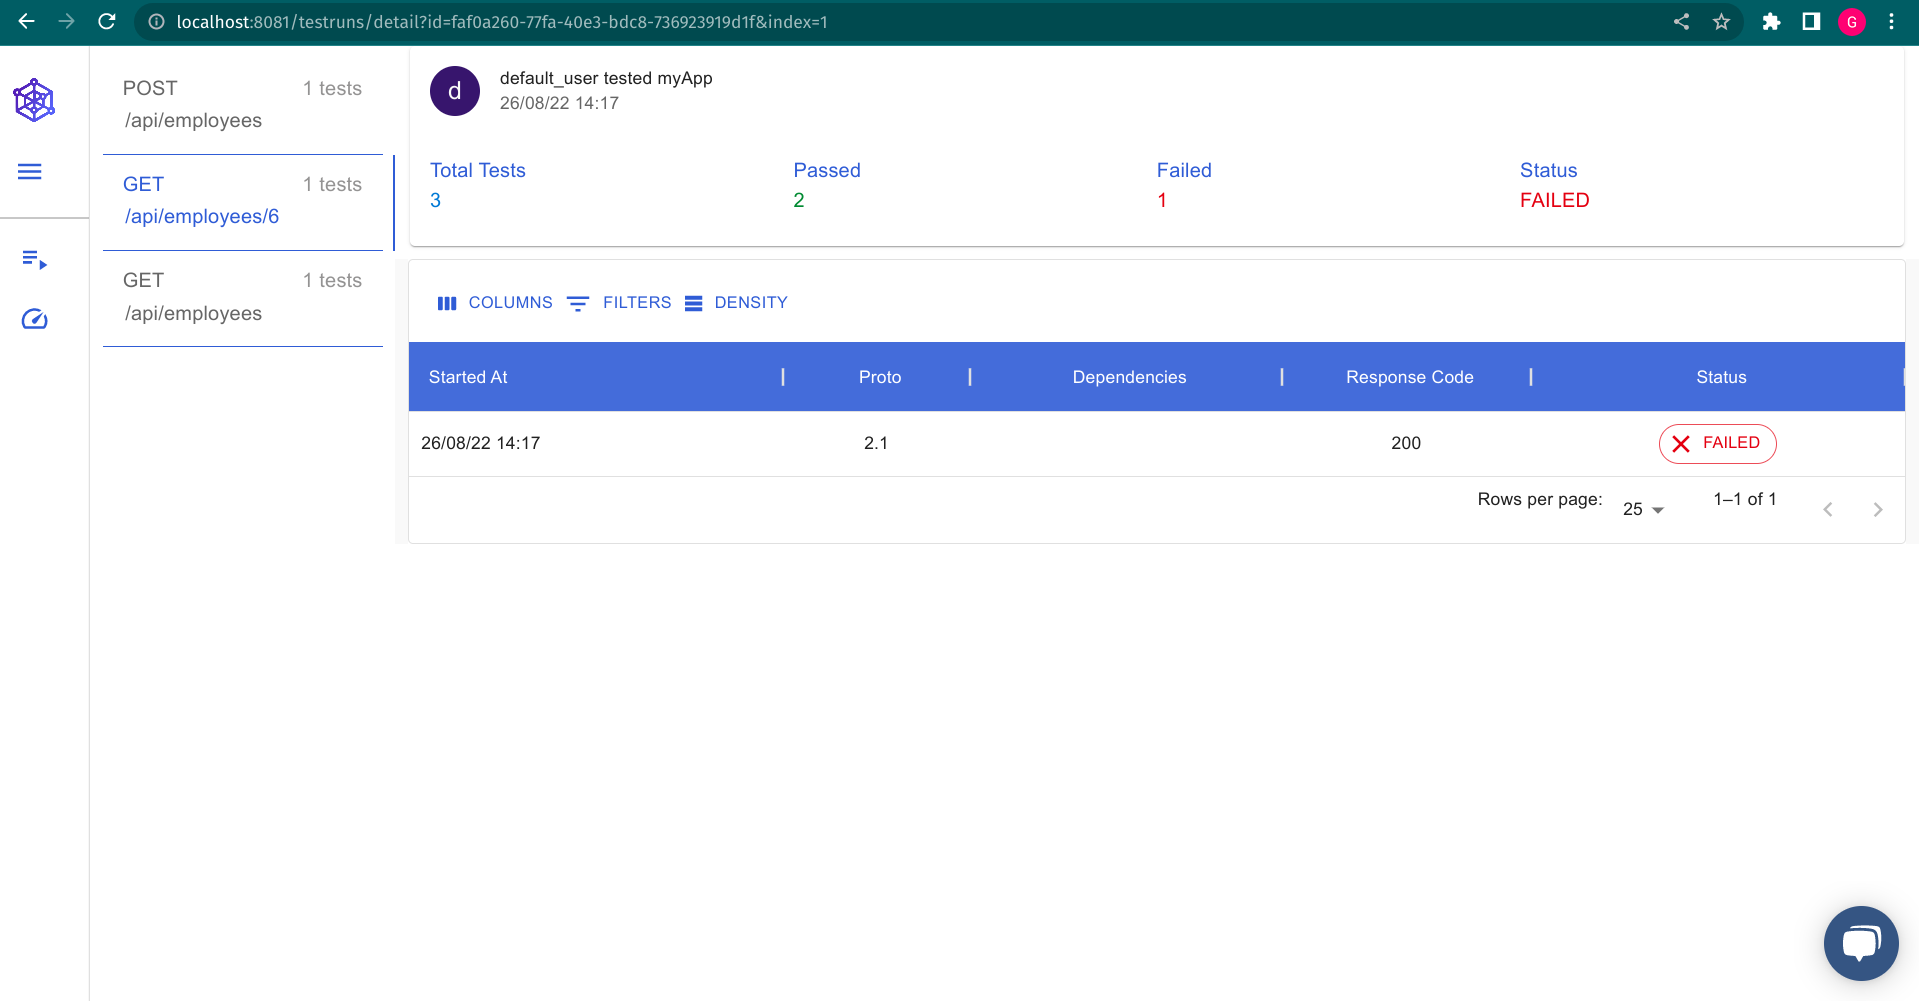 localhost:8081/testruns/detail?id=faf0a260-77fa-40e3-bdc8-736923919d1f&index=1
G
POST 1 tests
/api/employees
GET 1 tests
/api/employees/6
GET 1 tests
/api/employees
d
default_user tested myApp
26/08/22 14:17
Total Tests Passed Failed Status
3 2 1 FAILED
COLUMNS FILTERS DENSITY
Started At Proto Dependencies Response Code Status
26/08/22 14:17 2.1 200 FAILED
Rows per page: 25 1–1 of 1